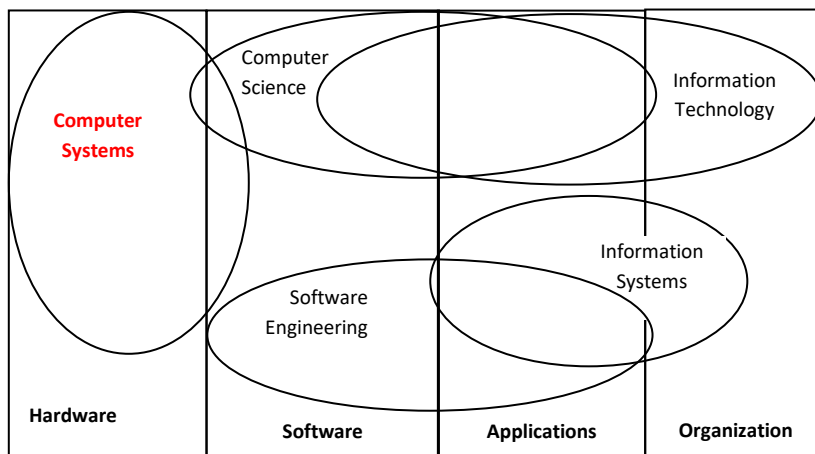 Computer
Science
Information
Technology
Computer
Systems
Information
Systems
Software
Engineering
Hardware
Software
Applications
Organization